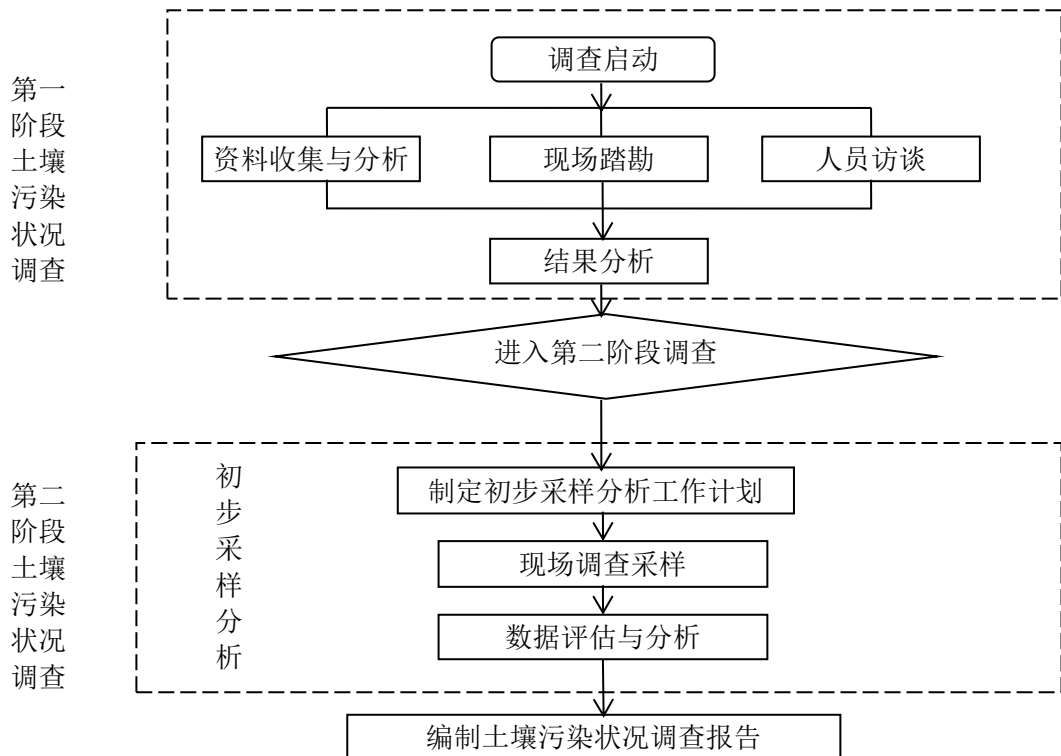 调查启动
第一
阶段
土壤
污染
状况
调查
资料收集与分析
现场踏勘
人员访谈
结果分析
进入第二阶段调查
第二
阶段
土壤
污染
状况
调查
初
步
采
样
分
析
制定初步采样分析工作计划
现场调查采样
数据评估与分析
编制土壤污染状况调查报告